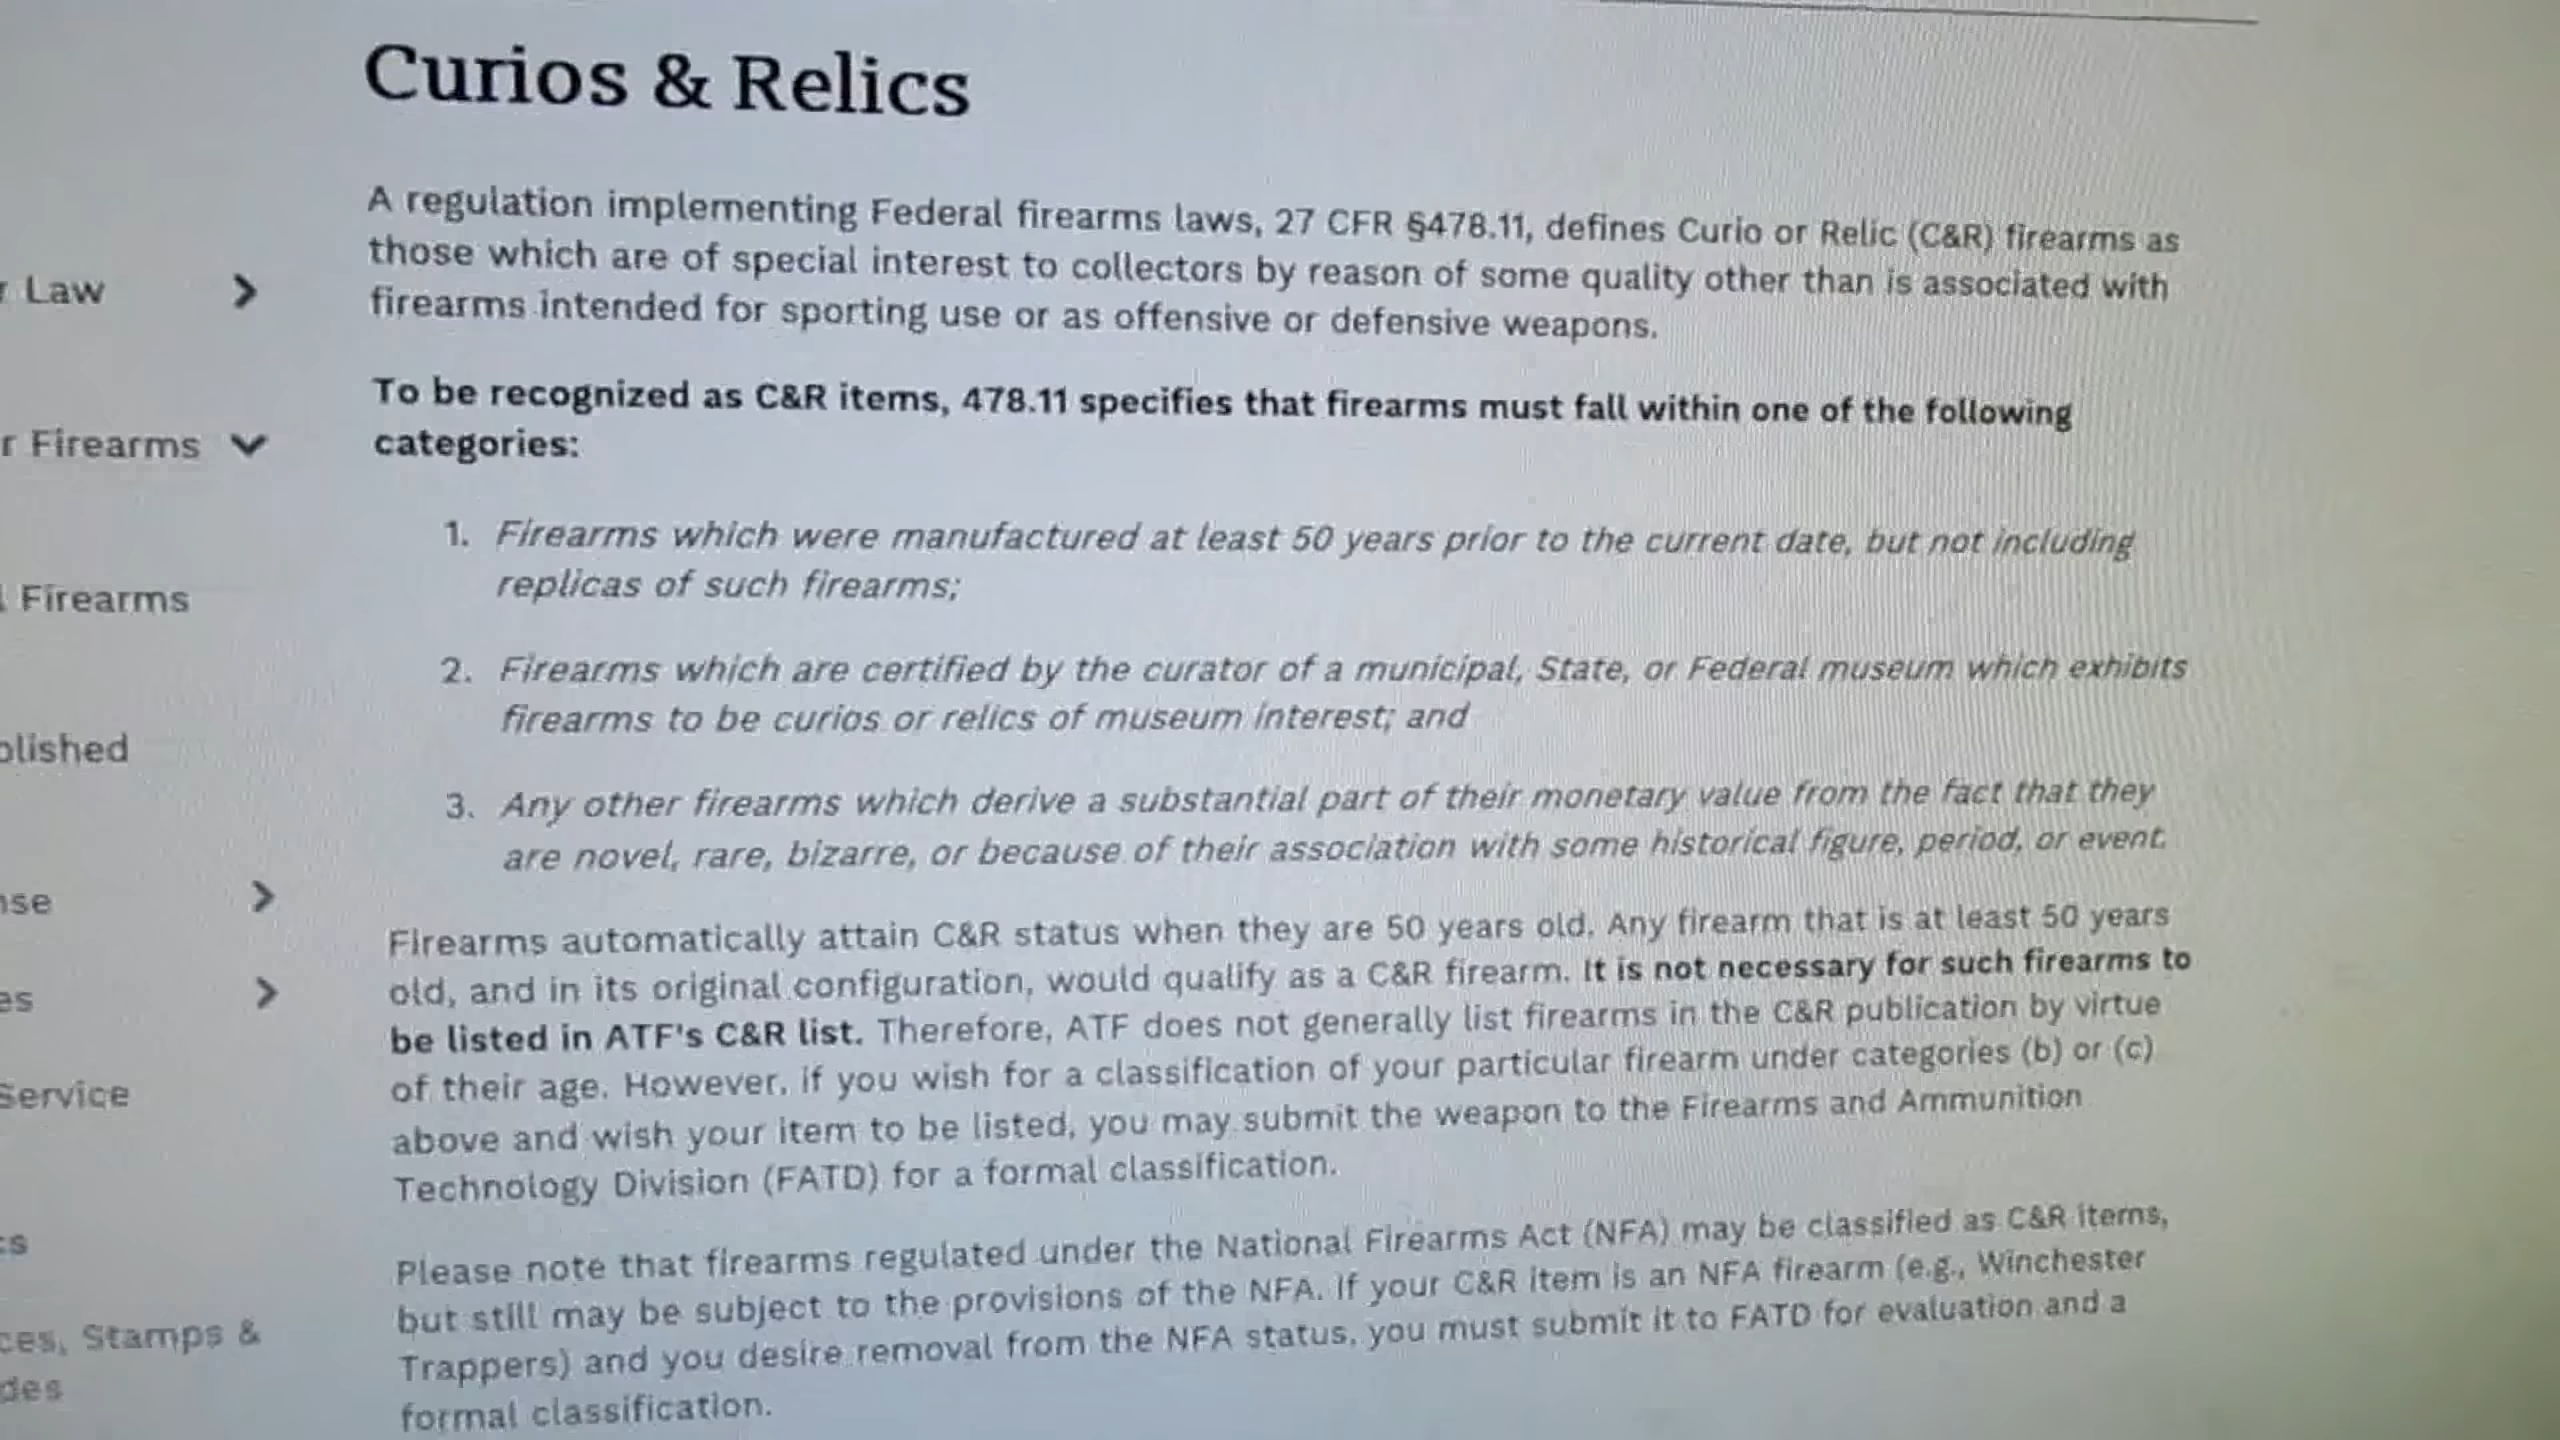 Curios & Relics
A regulation implementing Federal firearms laws, 27 CFR §478.11, defines Curio or Relic (C&R) firearms as
those which are of special interest to collectors by reason of some quality other than is associated with
firearms intended for sporting use or as offensive or defensive weapons.
To be recognized as C&R items, 478.11 specifies that firearms must fall within one of the following
categories:
1. Firearms which were manufactured at least 50 years prior to the current date, but not including
replicas of such firearms;
2. Firearms which are certified by the curator of a municipal, State, or Federal museum which exhibits
firearms to be curios or relics of museum interest; and
3. Any other firearms which derive a substantial part of their monetary value from the fact that they
are novel, rare, bizarre, or because of their association with some historical figure, period, or event.
Firearms automatically attain C&R status when they are 50 years old. Any firearm that is at least 50 years
old, and in its original configuration, would qualify as a C&R firearm. It is not necessary for such firearms to
be listed in ATF's C&R list. Therefore, ATF does not generally list firearms in the C&R publication by virtue
of their age. However, if you wish for a classification of your particular firearm under categories (b) or (c)
above and wish your item to be listed, you may submit the weapon to the Firearms and Ammunition
Technology Division (FATD) for a formal classification.
Please note that firearms regulated under the National Firearms Act (NFA) may be classified as C&R items,
but still may be subject to the provisions of the NFA. If your C&R item is an NFA firearm (e.g., Winchester
Trappers) and you desire removal from the NFA status, you must submit it to FATD for evaluation and a
formal classification.
r Law
r Firearms
l Firearms
olished
nse
es
Service
cs
ces, Stamps &
des